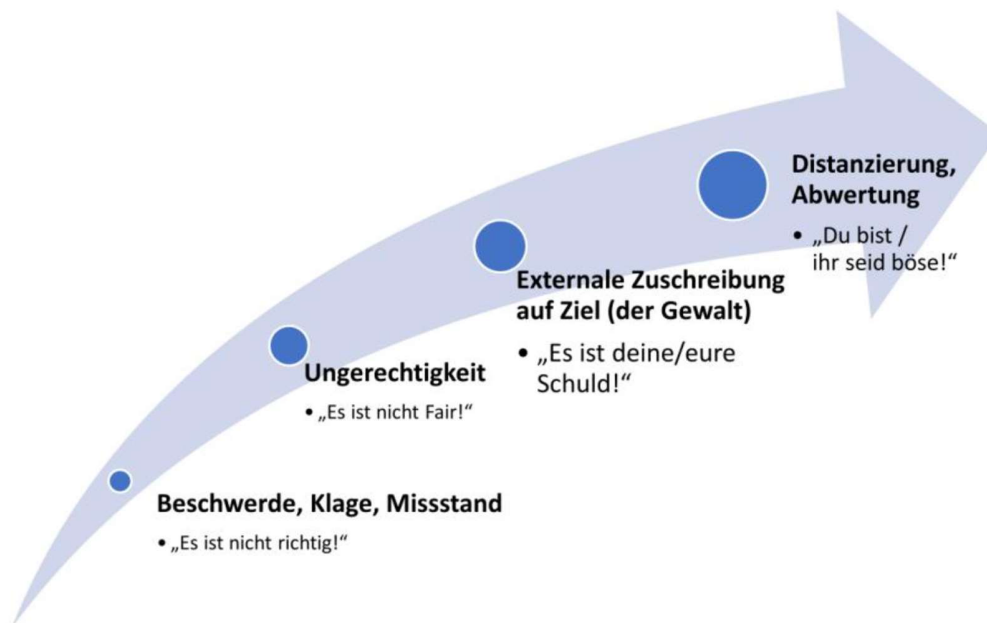 Distanzierung,
Abwertung
• „Du bist /
ihr seid böse!“
Externale Zuschreibung
auf Ziel (der Gewalt)
• „Es ist deine/eure
Schuld!“
Ungerechtigkeit
• „Es ist nicht Fair!“
Beschwerde, Klage, Missstand
• „Es ist nicht richtig!“